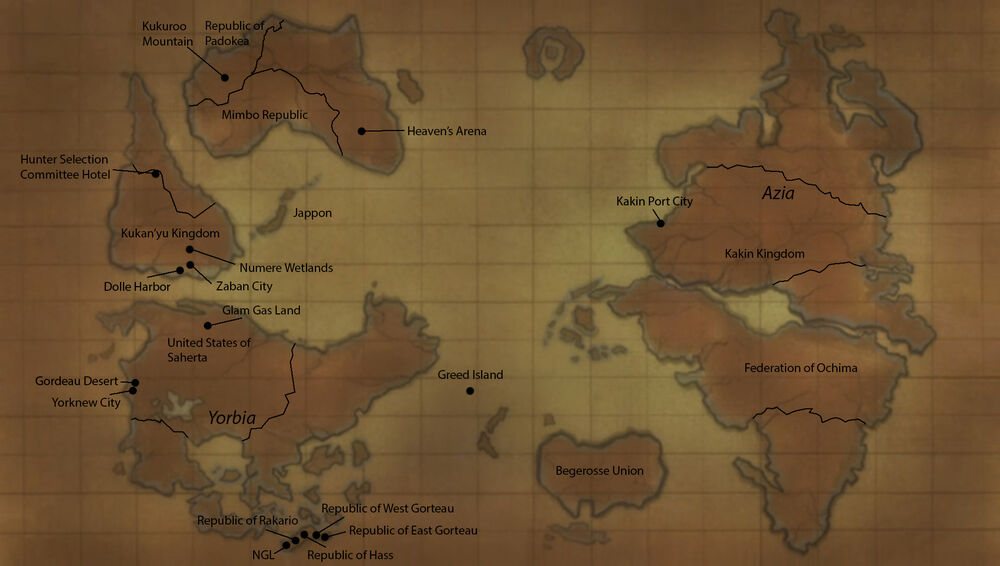 Kukuroo
Mountain
Republic of
Padokea
Mimbo Republic
Heaven's Arena
Hunter Selection
Committee Hotel
Jappon
Kukan'yu Kingdom
Numere Wetlands
Dolle Harbor
Zaban City
Glam Gas Land
United States of
Saherta
Gordeau Desert
Yorknew City
Yorbia
Greed Island
Republic of West Gorteau
Republic of Rakario
Republic of East Gorteau
NGL
Republic of Hass
Begerosse Union
Kakin Port City
Azia
Kakin Kingdom
Federation of Ochima